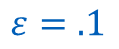 ε = .1